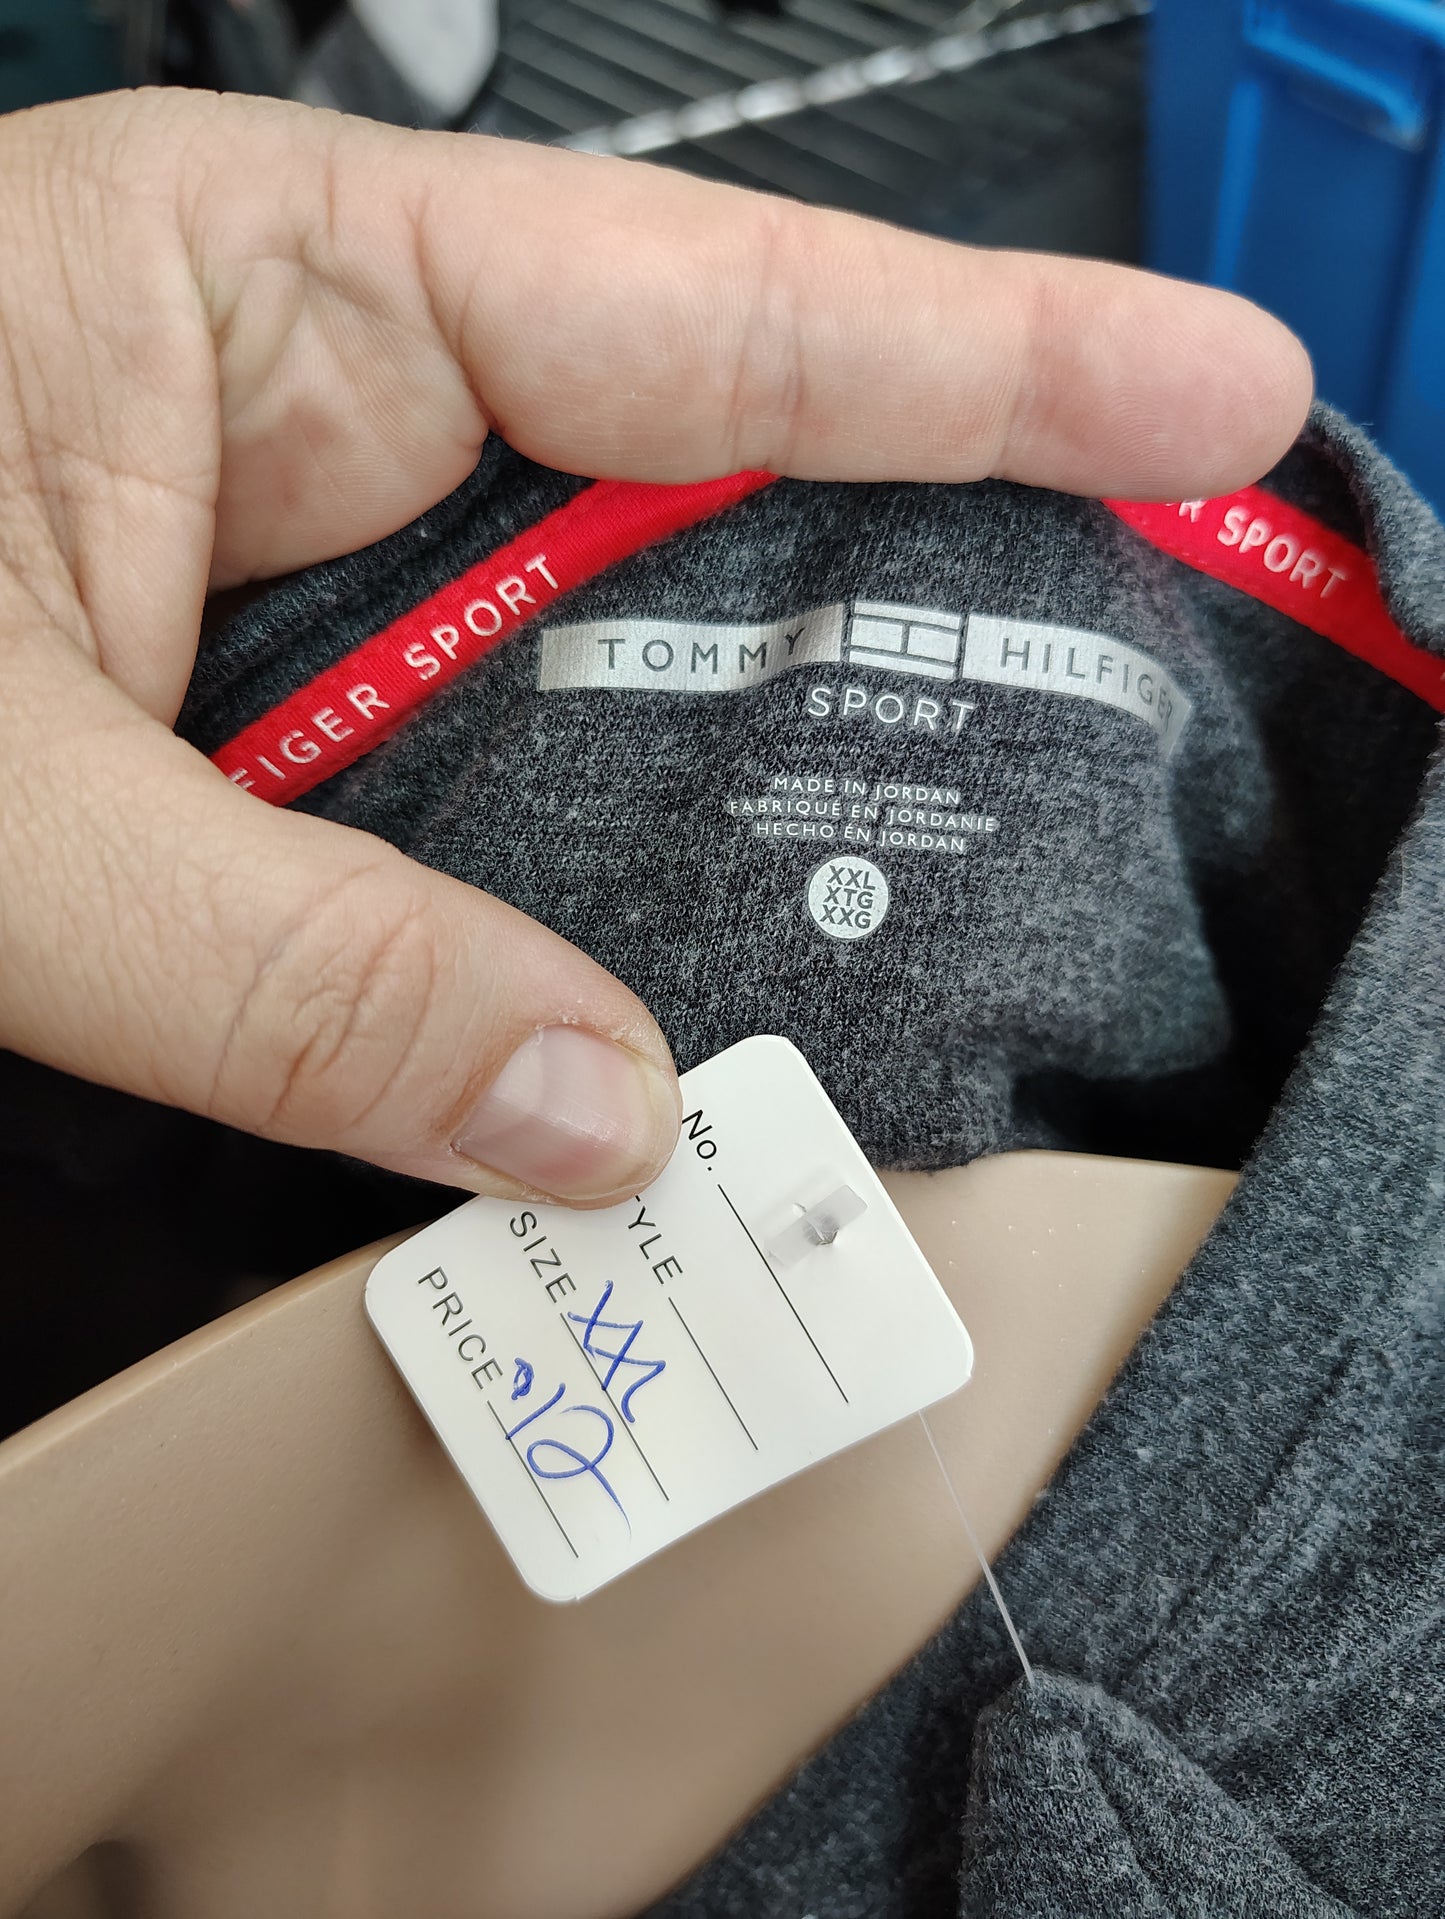 FIGER SPORT
R SPORT
TOMMY HILFIGER
SPORT
MADE IN JORDAN
FABRIQUÉ EN JORDANIE
HECHO EN JORDAN
XXL
XTG
XXG
No.
YLE
SIZE XXL
PRICE 12